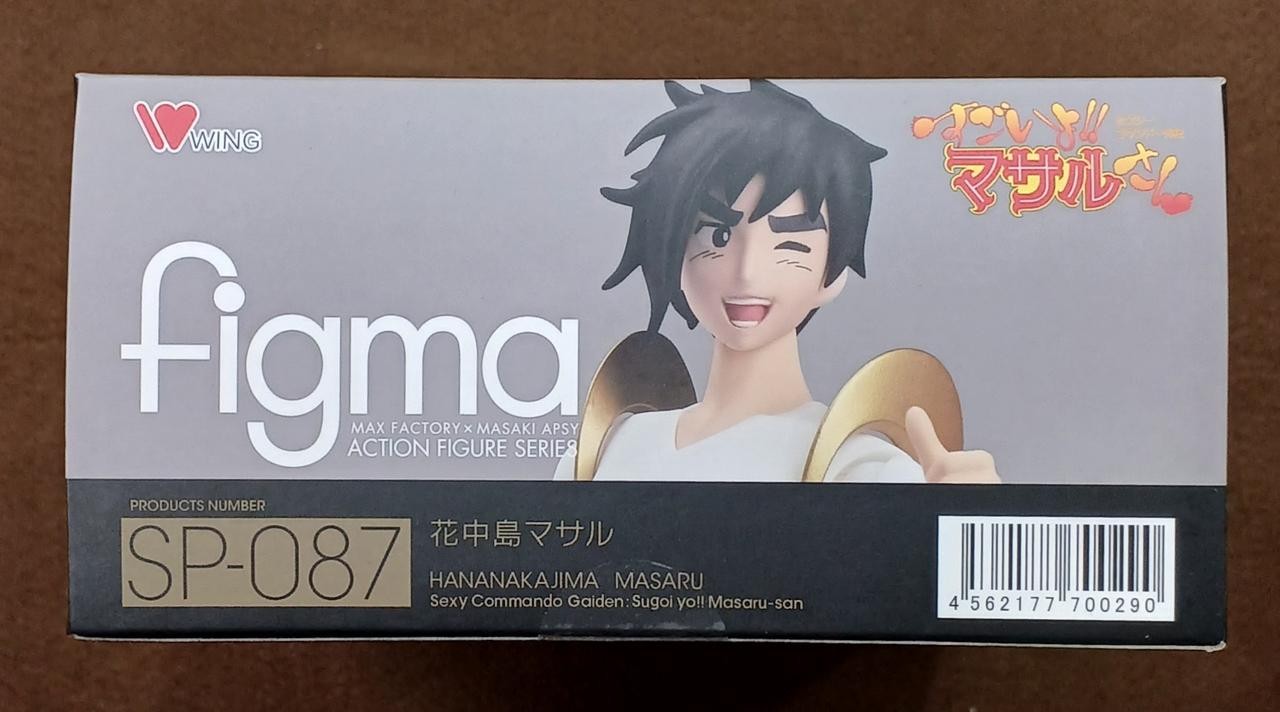 WING
すごいよ!!
マサルさん
figma
MAX FACTORY×MASAKI APSY
ACTION FIGURE SERIES
PRODUCTS NUMBER
SP-087
花中島マサル
HANANAKAJIMA MASARU
Sexy Commando Gaiden: Sugoi yo!! Masaru-san
4 562177 700290